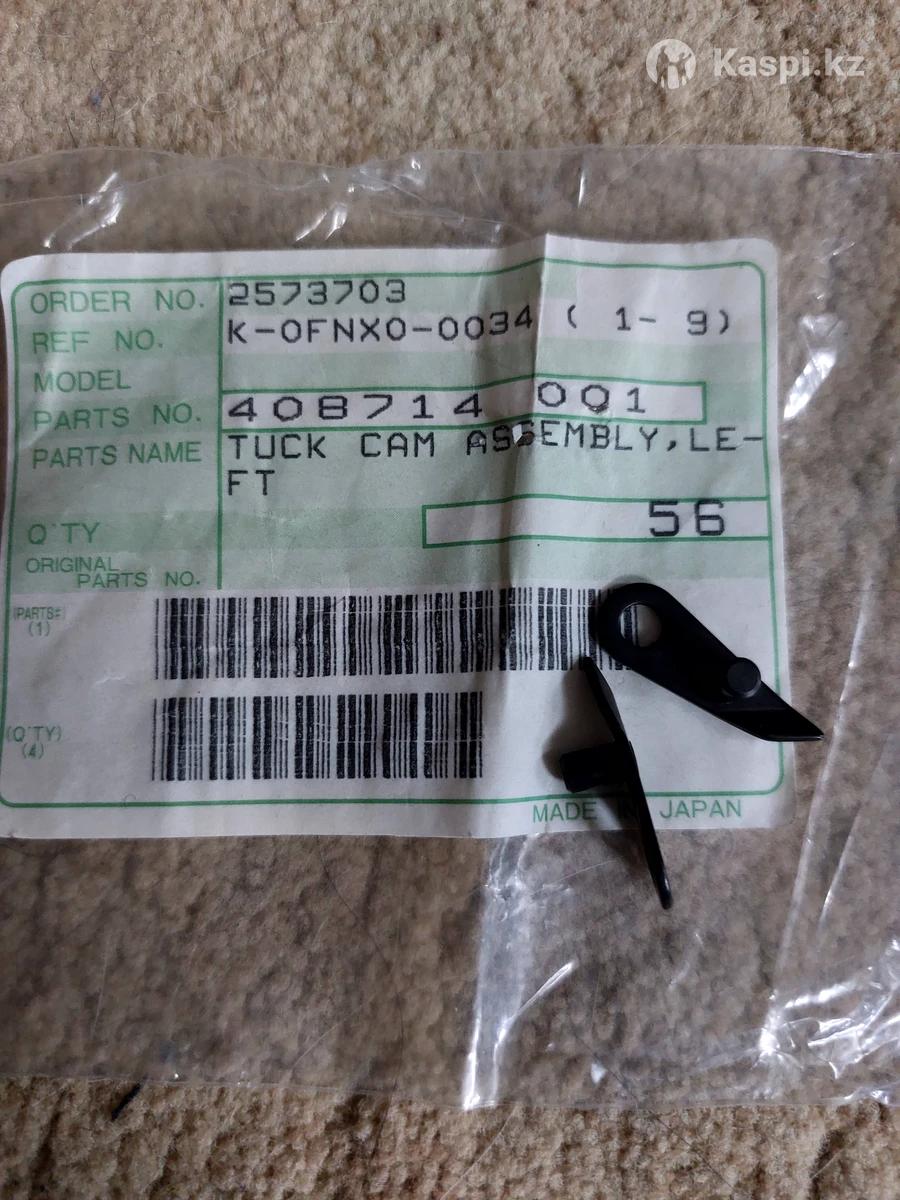 Kaspi.kz
ORDER NO. 2573703
REF NO. K-0FNX0-0034 ( 1- 9)
MODEL
PARTS NO. 408714 001
PARTS NAME TUCK CAM ASSEMBLY,LE-
FT
Q'TY 56
ORIGINAL
PARTS NO.
(PARTS#)
(1)
(Q'TY)
(4)
MADE IN JAPAN